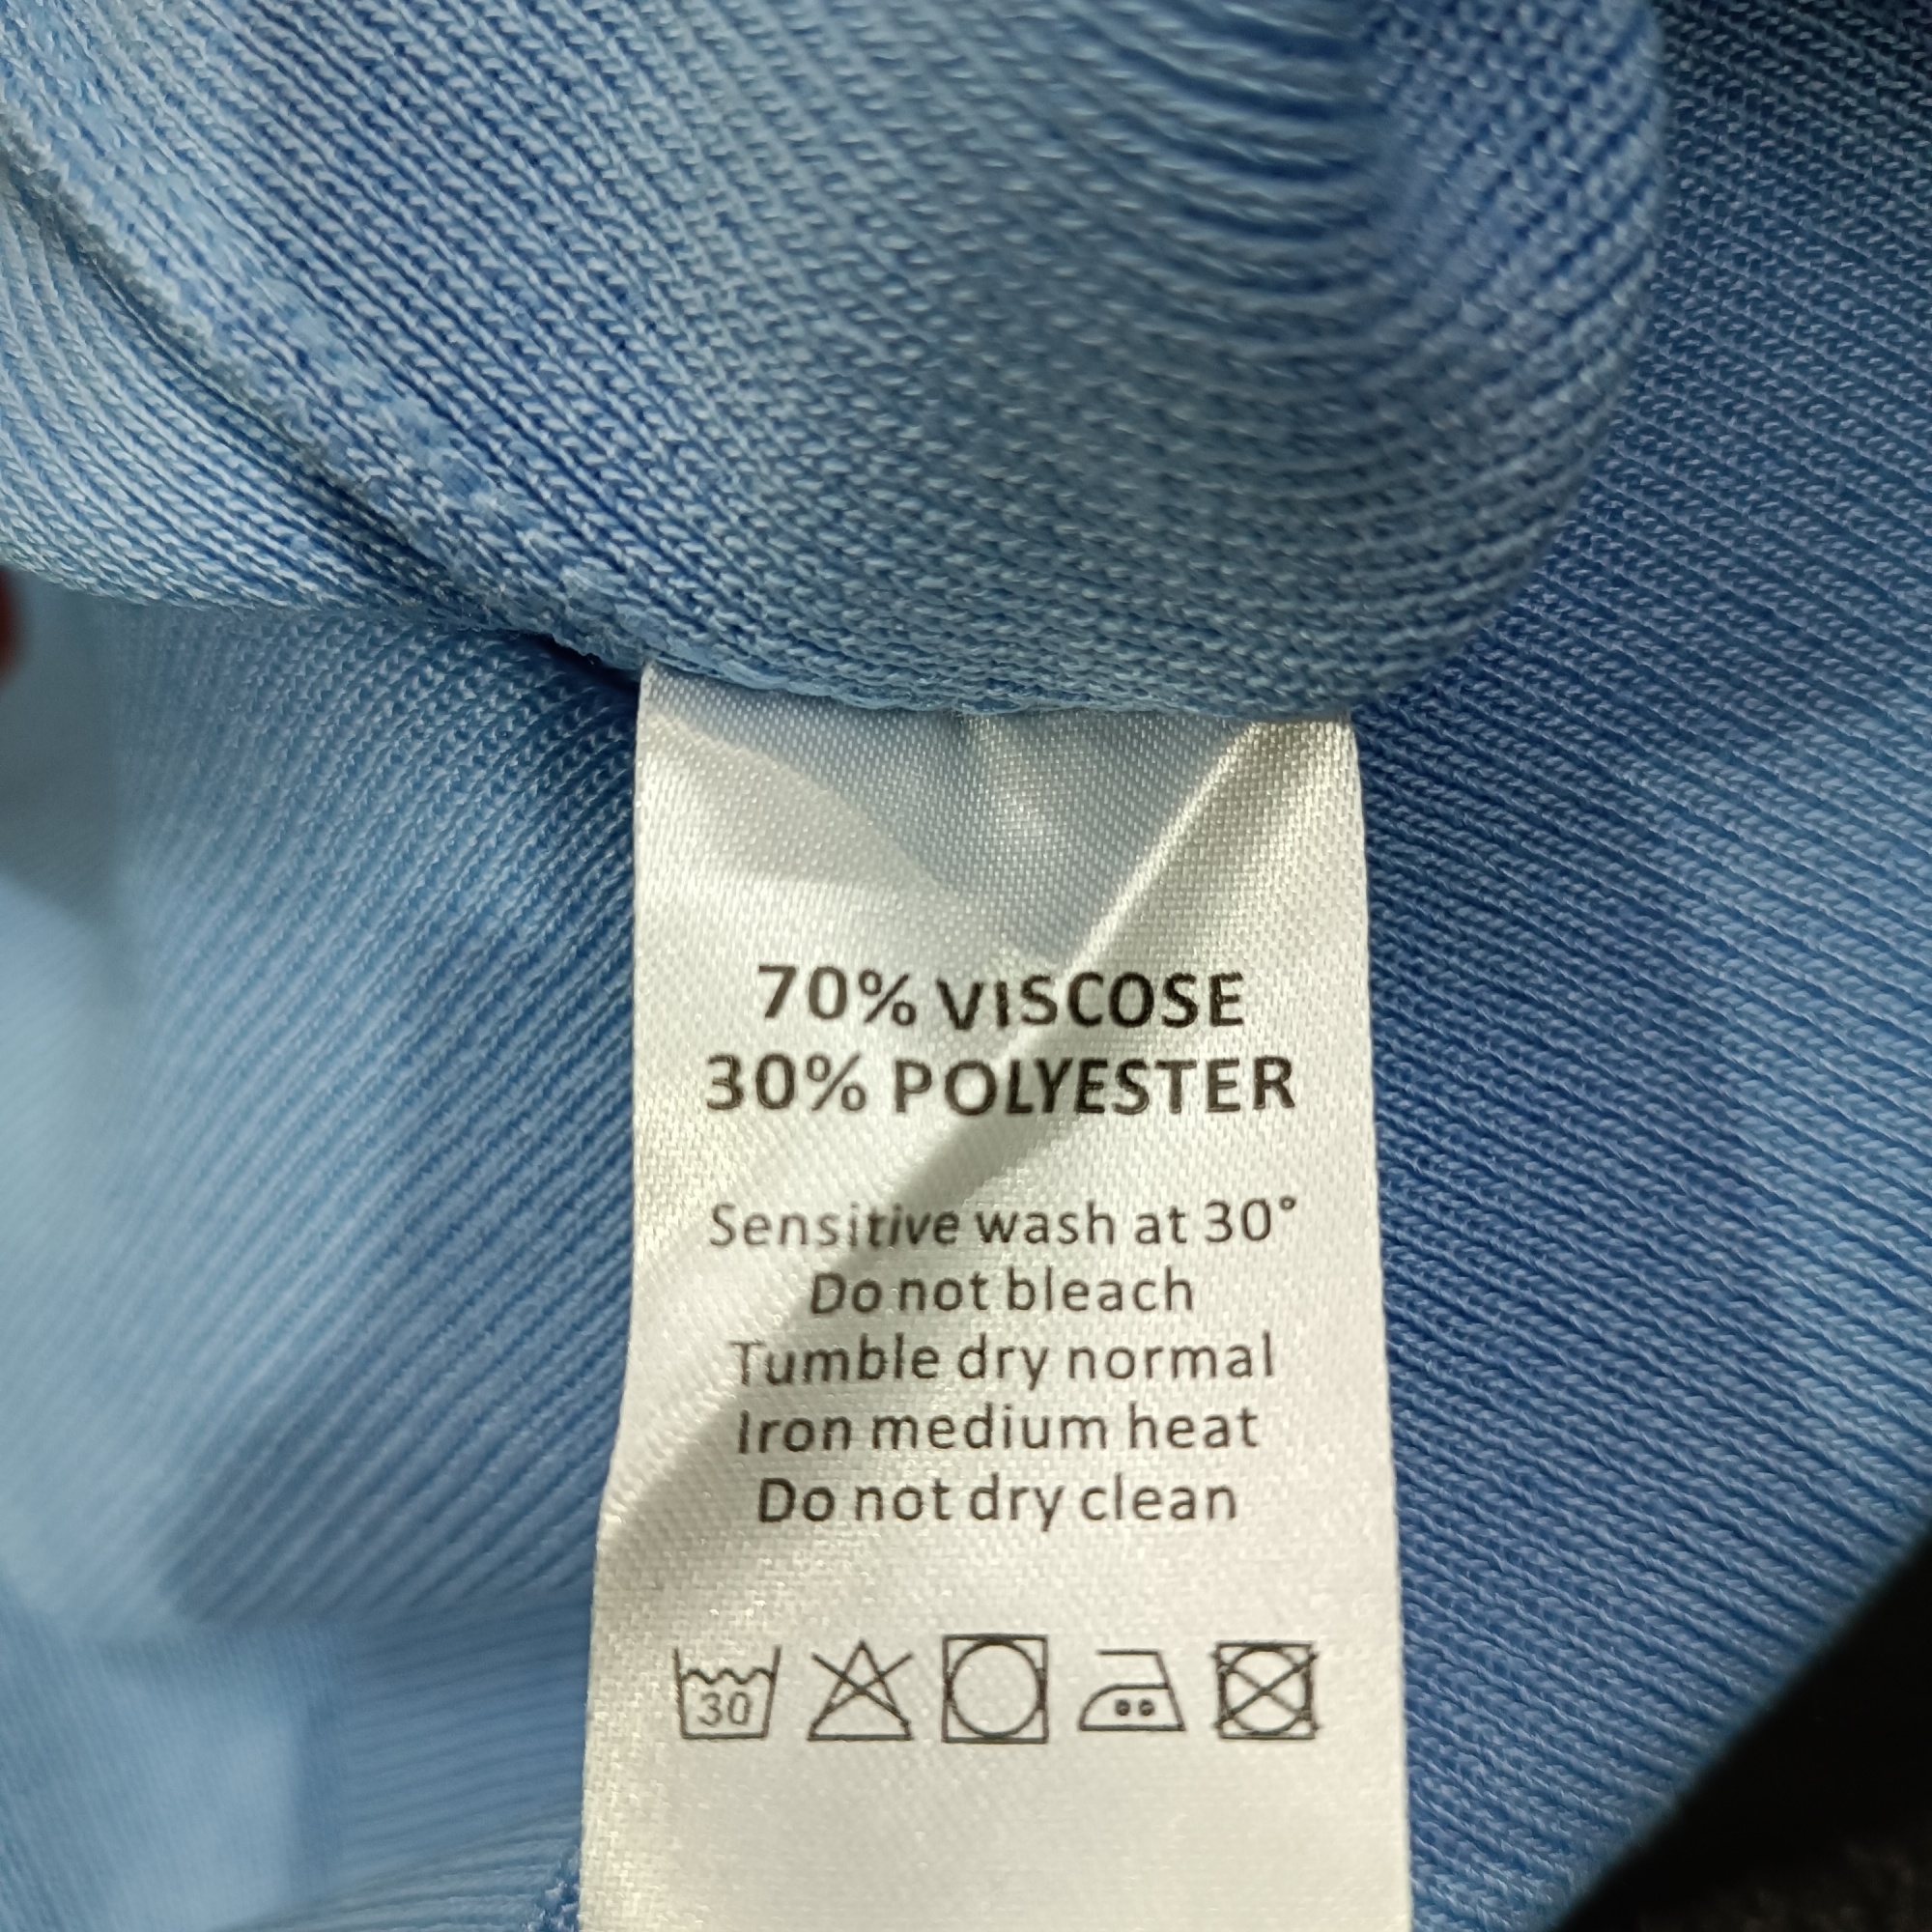 70% VISCOSE
30% POLYESTER
Sensitive wash at 30°
Do not bleach
Tumble dry normal
Iron medium heat
Do not dry clean
30